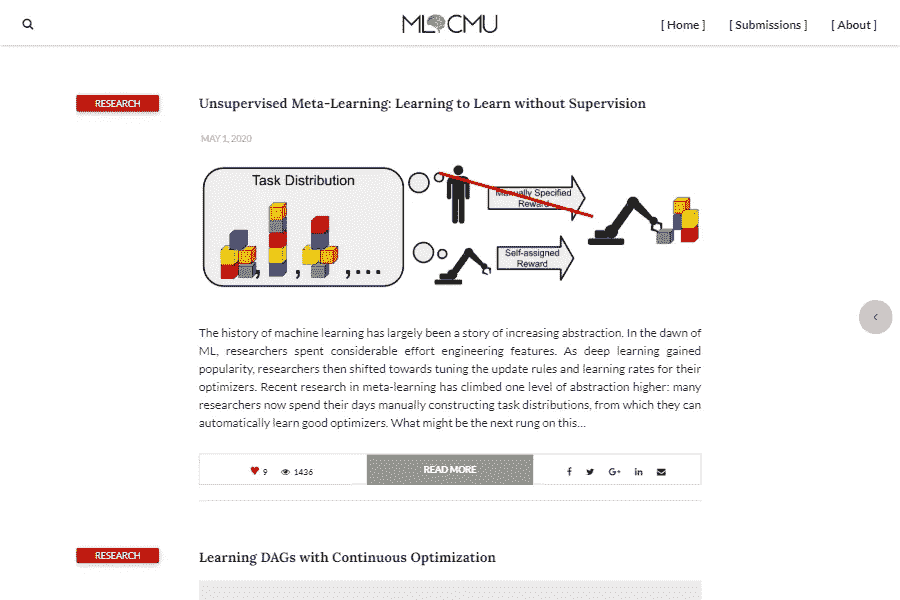 ML CMU
[ Home ] [ Submissions ] [ About ]
RESEARCH
Unsupervised Meta-Learning: Learning to Learn without Supervision
MAY 1, 2020
Task Distribution
, , , ...
Manually Specified
Reward
Self-assigned
Reward
The history of machine learning has largely been a story of increasing abstraction. In the dawn of
ML, researchers spent considerable effort engineering features. As deep learning gained
popularity, researchers then shifted towards tuning the update rules and learning rates for their
optimizers. Recent research in meta-learning has climbed one level of abstraction higher: many
researchers now spend their days manually constructing task distributions, from which they can
automatically learn good optimizers. What might be the next rung on this...
9 1436 READ MORE f G+ in
RESEARCH
Learning DAGs with Continuous Optimization